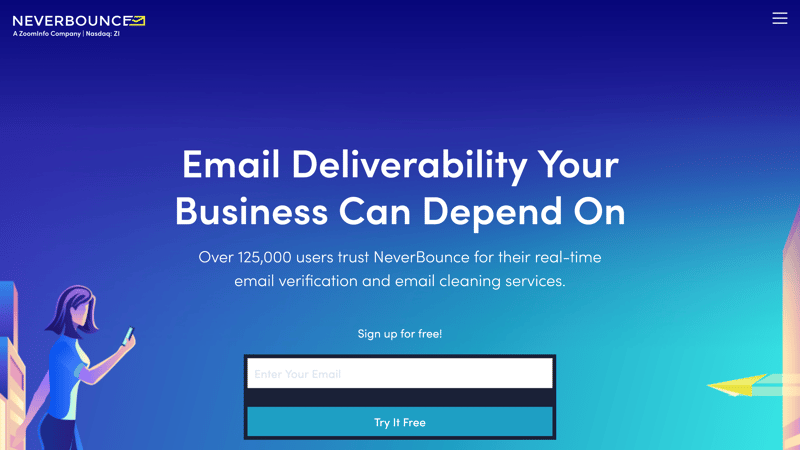 NEVERBOUNCE
A ZoomInfo Company | Nasdaq: ZI
Email Deliverability Your
Business Can Depend On
Over 125,000 users trust NeverBounce for their real-time
email verification and email cleaning services.
Sign up for free!
Enter Your Email
Try It Free